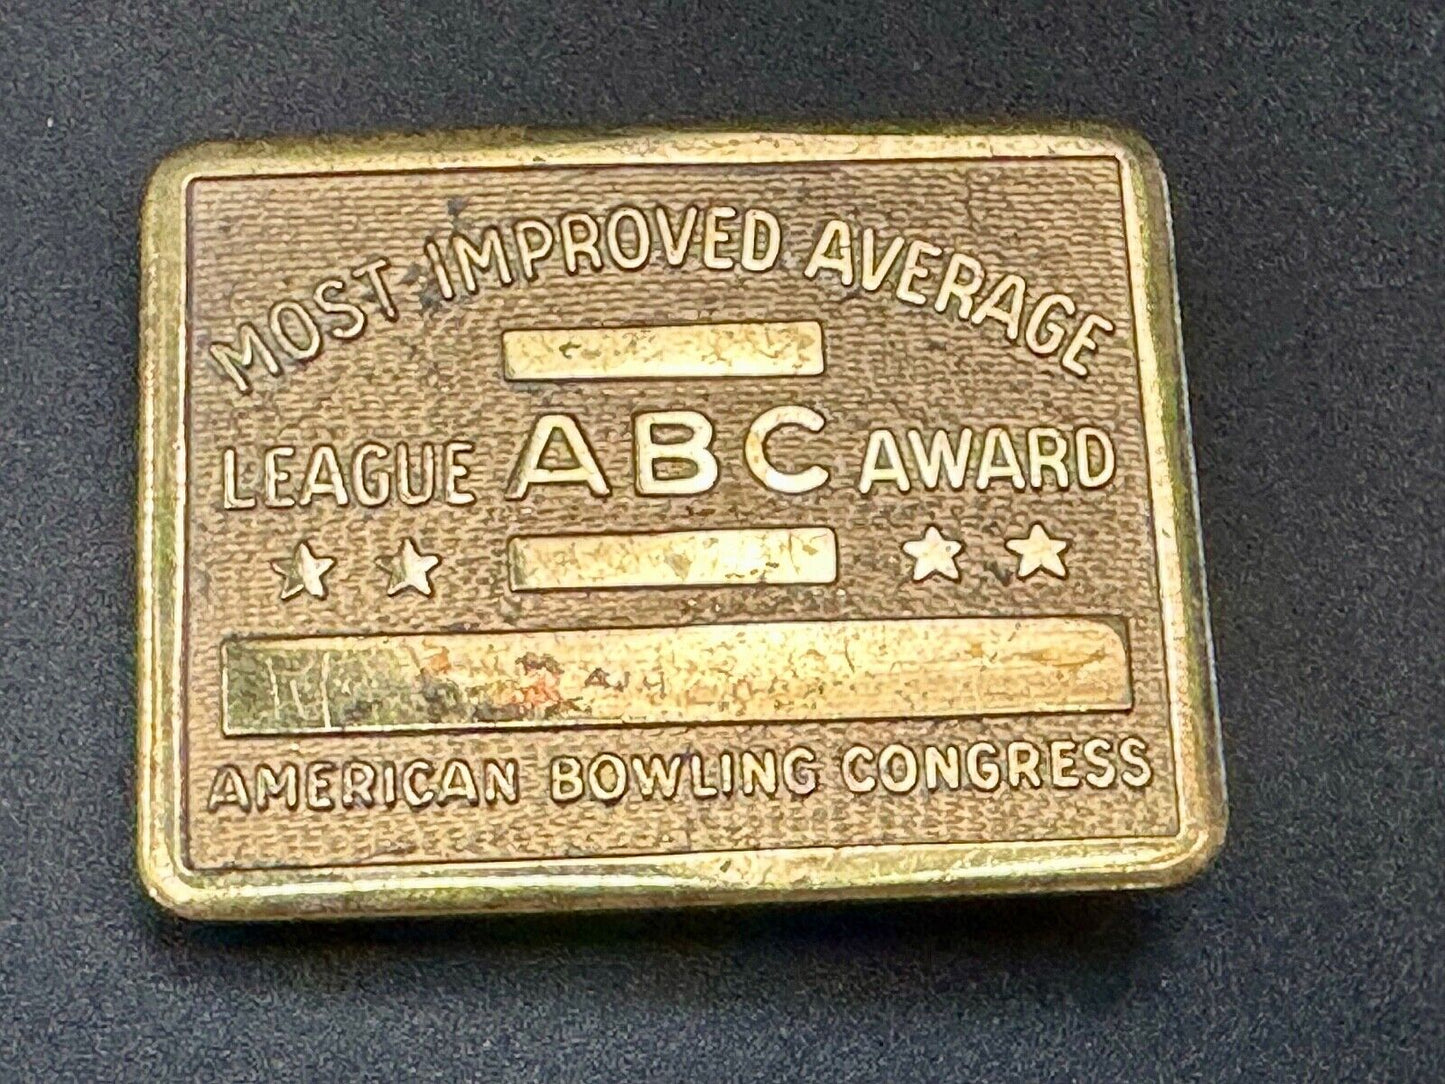 MOST IMPROVED AVERAGE
LEAGUE ABC AWARD
AMERICAN BOWLING CONGRESS